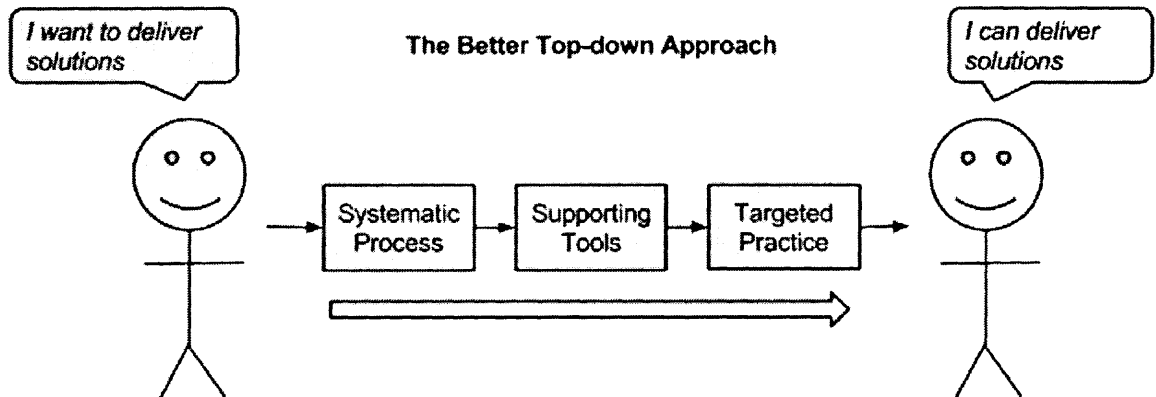 I want to deliver
solutions
The Better Top-down Approach
I can deliver
solutions
Systematic
Process
Supporting
Tools
Targeted
Practice